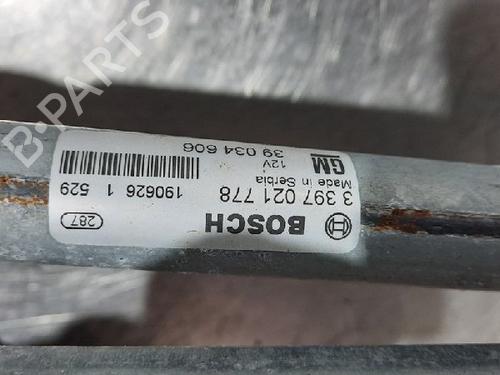 BOSCH
3 397 021 778
Made in Serbia
GM
12V
39 034 606
190626 1 529
287
B-PARTS